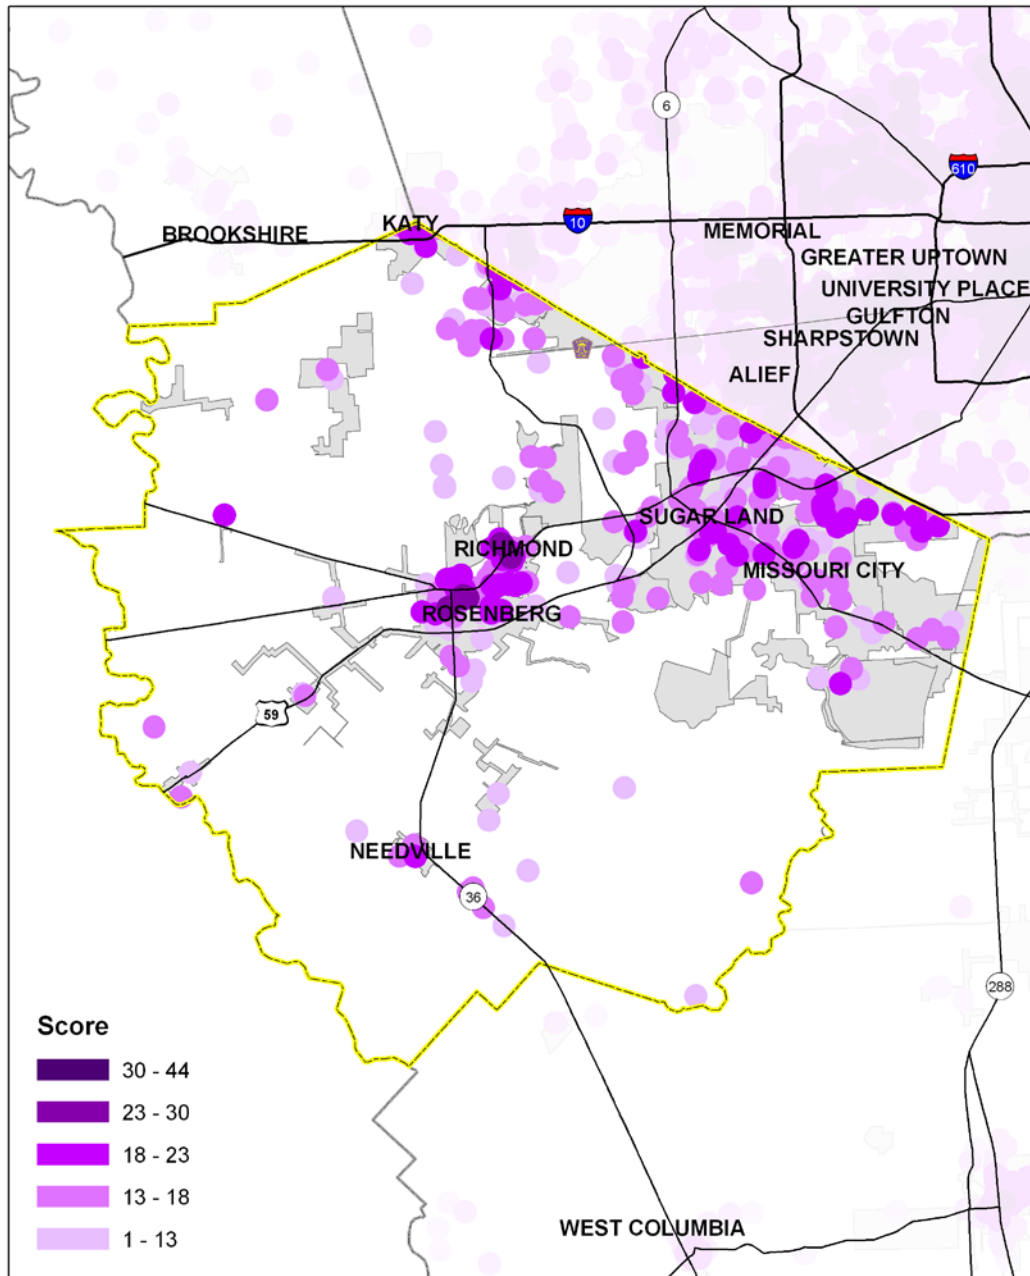 6
610
10
BROOKSHIRE
KATY
MEMORIAL
GREATER UPTOWN
UNIVERSITY PLACE
GULFTON
SHARPSTOWN
ALIEF
SUGAR LAND
RICHMOND
MISSOURI CITY
ROSENBERG
59
NEEDVILLE
36
288
Score
30 - 44
23 - 30
18 - 23
13 - 18
1 - 13
WEST COLUMBIA